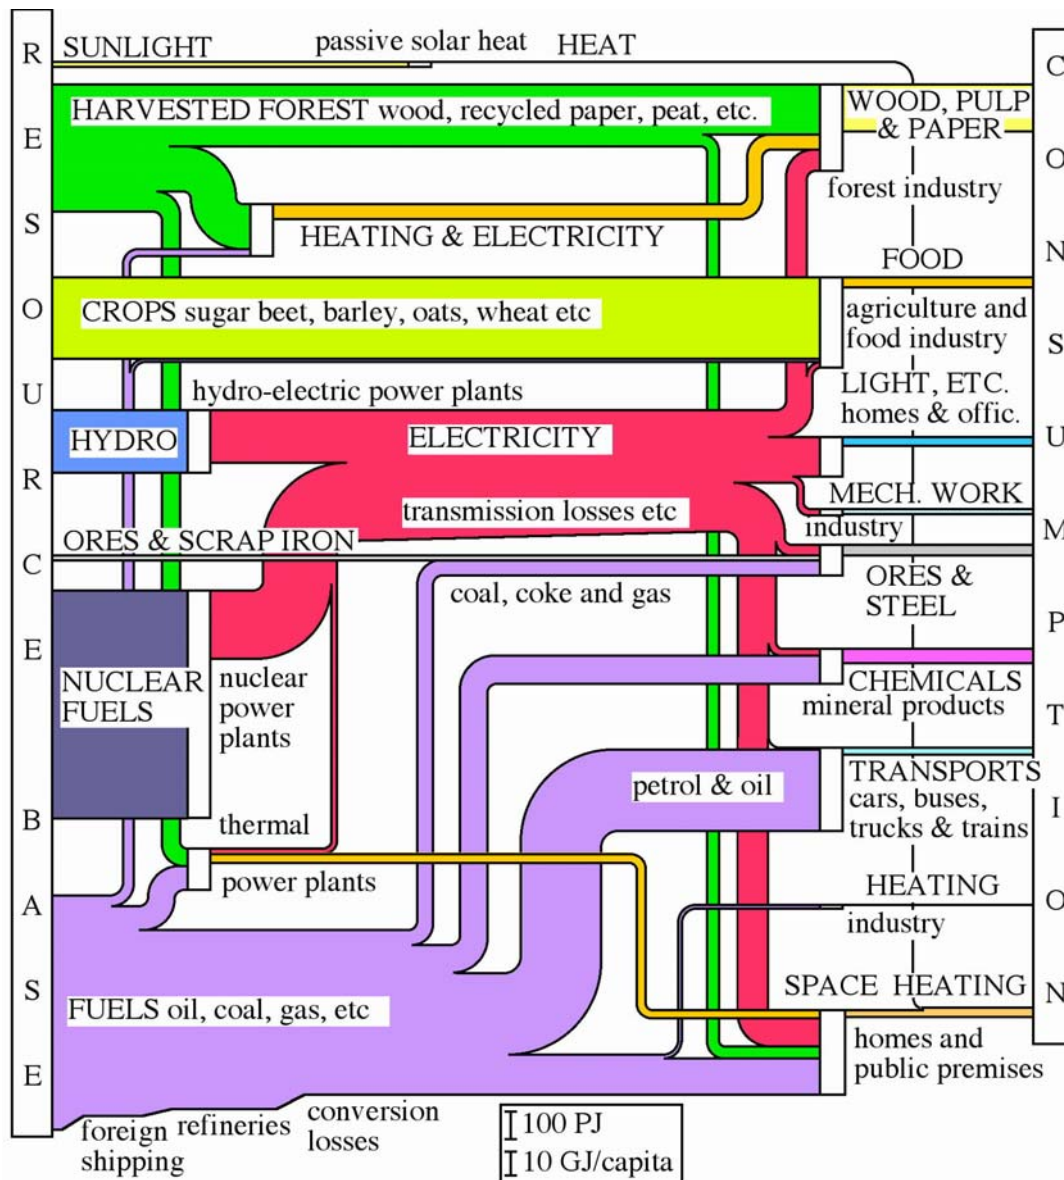 RESOURCE BASE
SUNLIGHT
passive solar heat
HEAT
HARVESTED FOREST wood, recycled paper, peat, etc.
WOOD, PULP
& PAPER
forest industry
HEATING & ELECTRICITY
FOOD
CROPS sugar beet, barley, oats, wheat etc
agriculture and
food industry
hydro-electric power plants
LIGHT, ETC.
homes & offic.
HYDRO
ELECTRICITY
MECH. WORK
transmission losses etc
industry
ORES & SCRAP IRON
coal, coke and gas
ORES &
STEEL
NUCLEAR
FUELS
nuclear
power
plants
CHEMICALS
mineral products
petrol & oil
TRANSPORTS
cars, buses,
trucks & trains
thermal
power plants
HEATING
industry
FUELS oil, coal, gas, etc
SPACE HEATING
homes and
public premises
foreign
shipping
refineries
conversion
losses
100 PJ
10 GJ/capita
CONSUMPTION